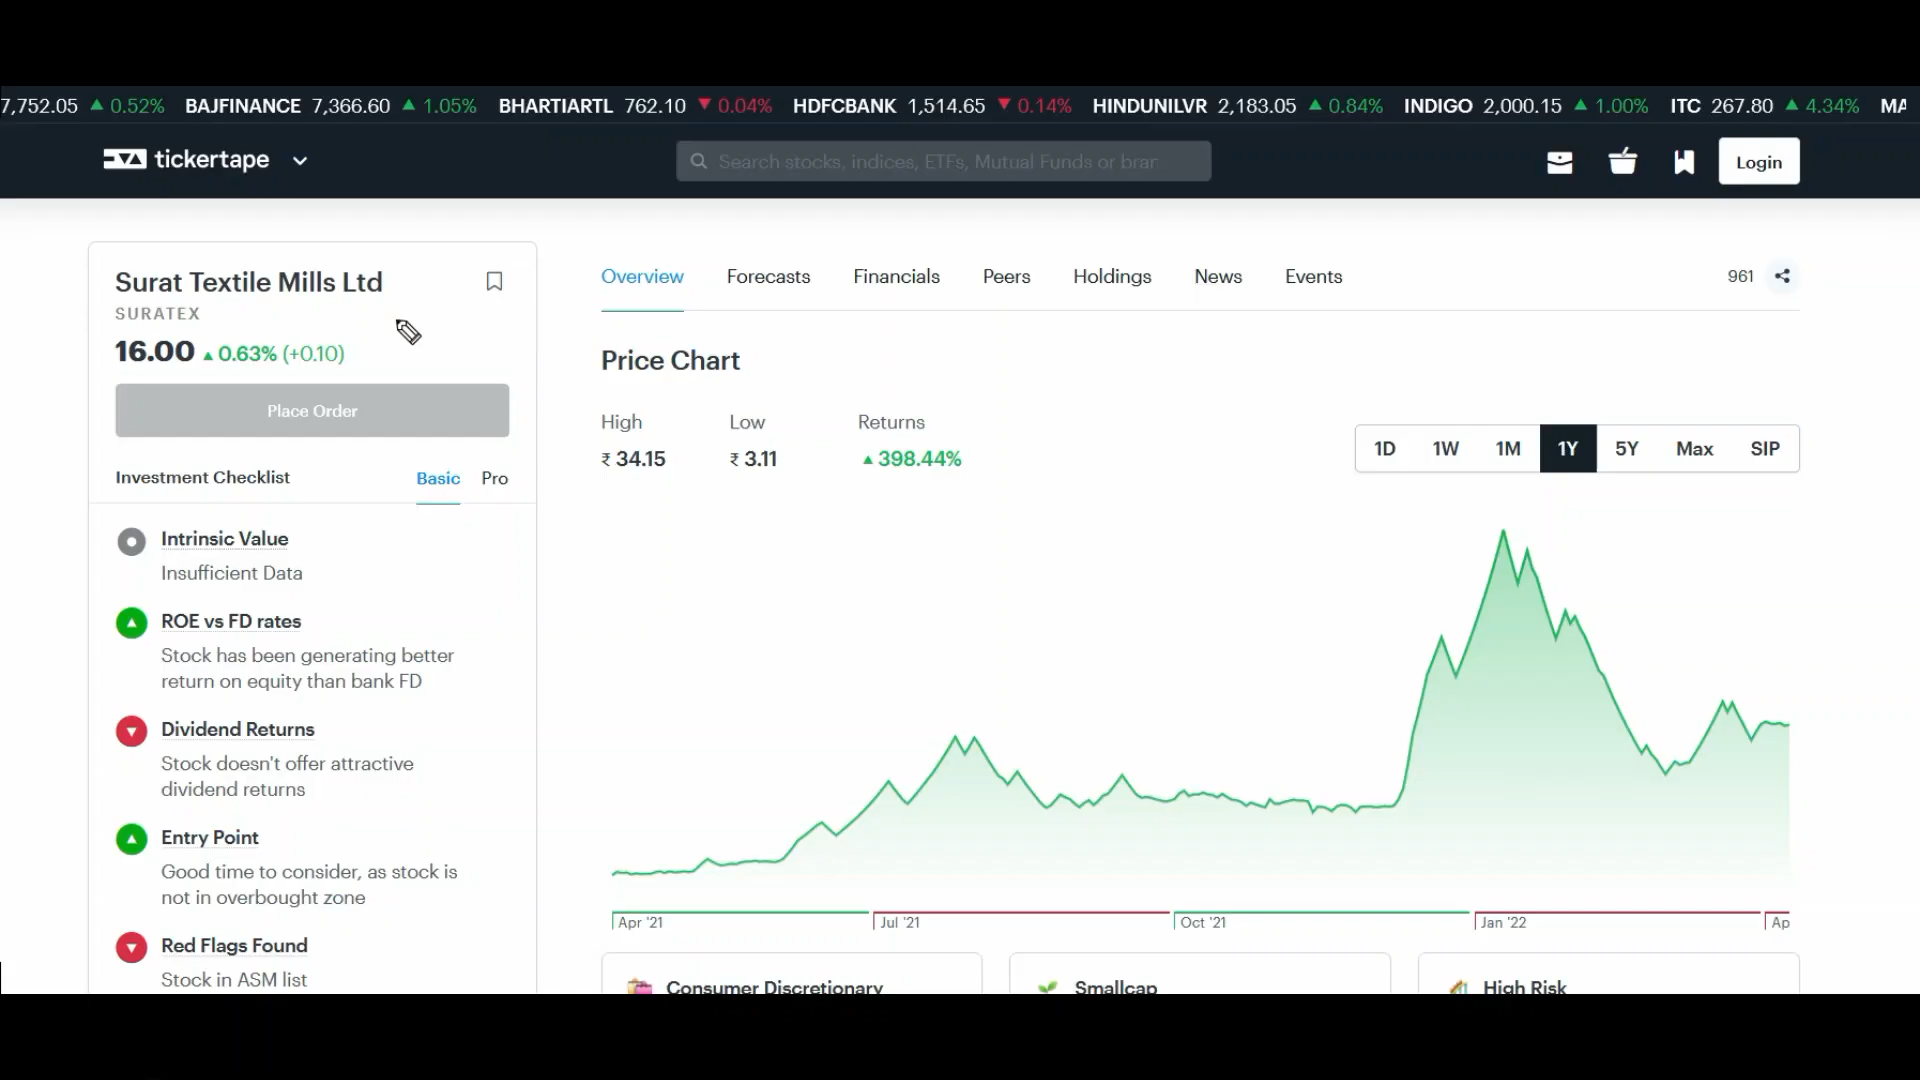 7,752.05 ▲ 0.52% BAJFINANCE 7,366.60 ▲ 1.05% BHARTIARTL 762.10 ▼ 0.04% HDFCBANK 1,514.65 ▼ 0.14% HINDUNILVR 2,183.05 ▲ 0.84% INDIGO 2,000.15 ▲ 1.00% ITC 267.80 ▲ 4.34%
tickertape
Search stocks, indices, ETFs, Mutual Funds or brar
Login
Surat Textile Mills Ltd
SURATEX
16.00 ▲ 0.63% (+0.10)
Place Order
Investment Checklist Basic Pro
Intrinsic Value
Insufficient Data
ROE vs FD rates
Stock has been generating better
return on equity than bank FD
Dividend Returns
Stock doesn't offer attractive
dividend returns
Entry Point
Good time to consider, as stock is
not in overbought zone
Red Flags Found
Stock in ASM list
Overview Forecasts Financials Peers Holdings News Events 961
Price Chart
High Low Returns
₹ 34.15 ₹ 3.11 ▲ 398.44%
1D 1W 1M 1Y 5Y Max SIP
Apr '21 Jul '21 Oct '21 Jan '22 Ap
Consumer Discretionary Smallcap High Risk